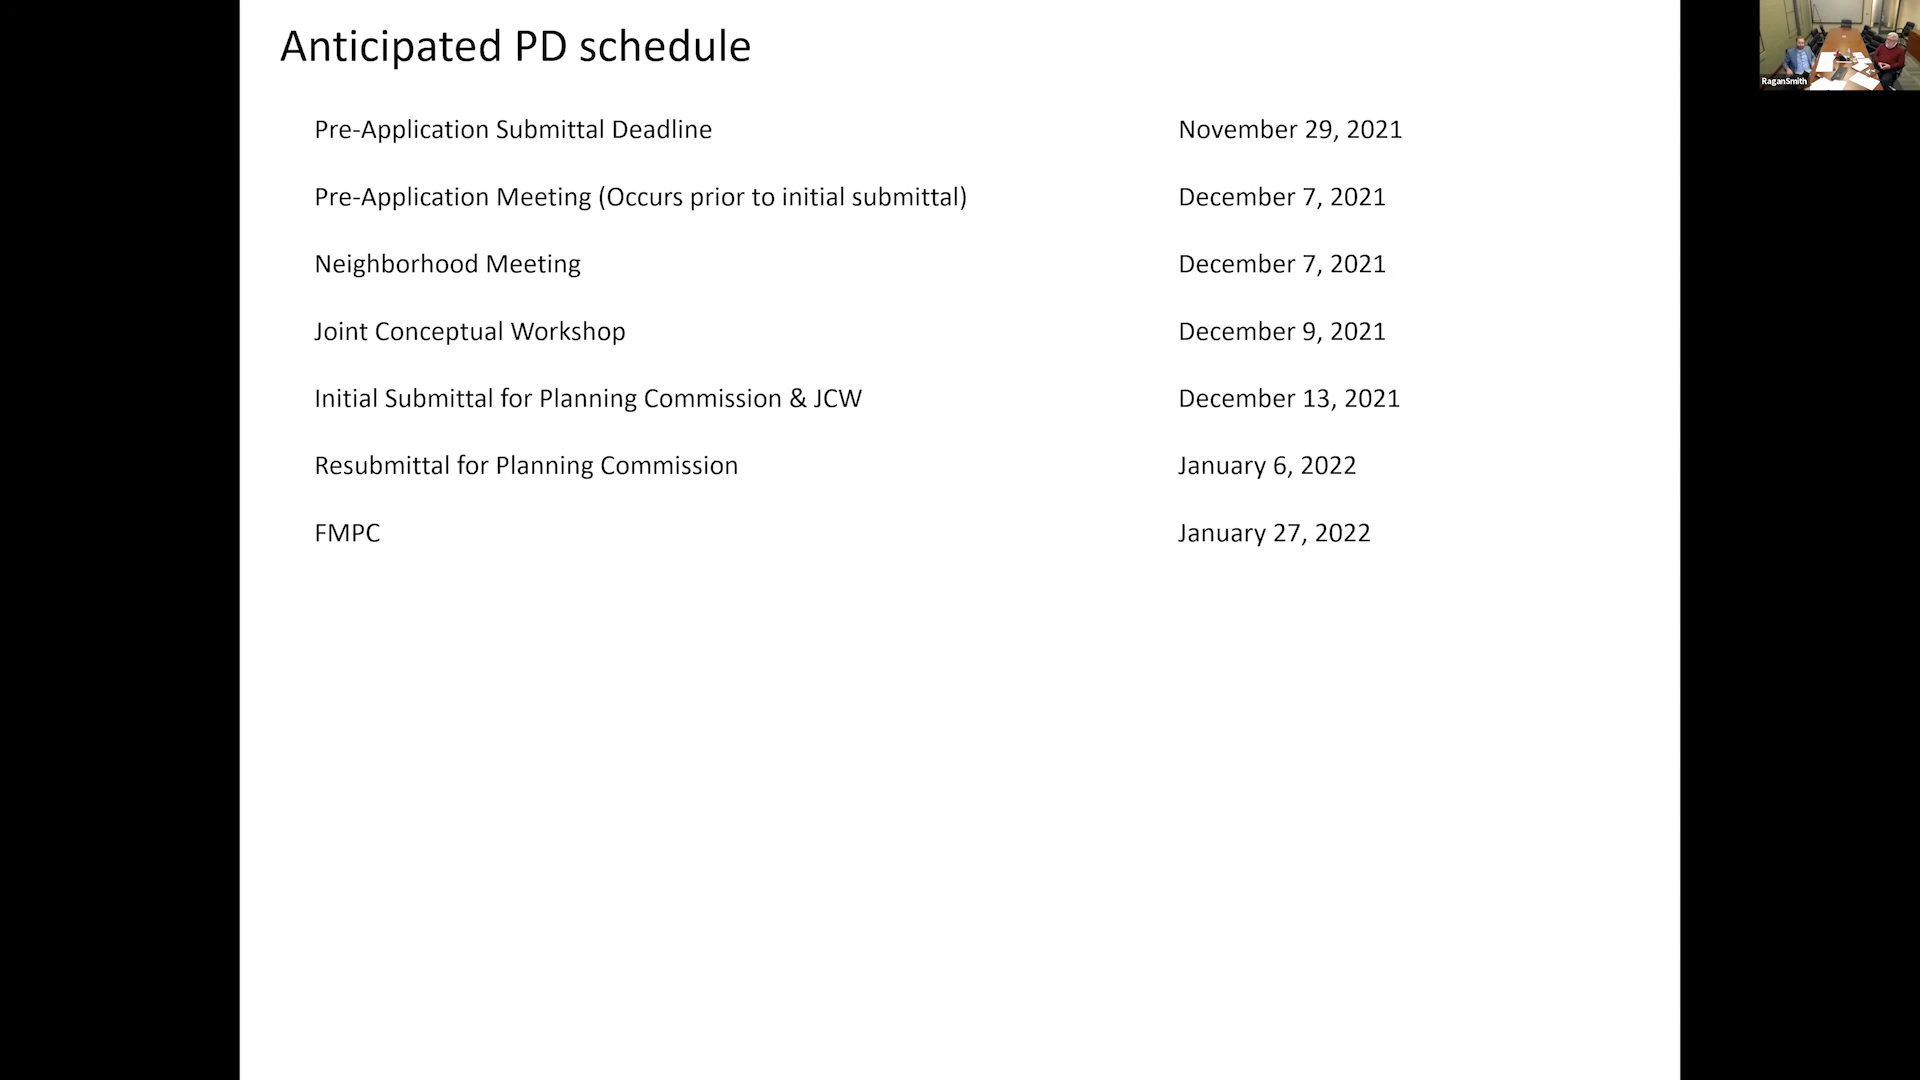 Anticipated PD schedule
Pre-Application Submittal Deadline November 29, 2021
Pre-Application Meeting (Occurs prior to initial submittal) December 7, 2021
Neighborhood Meeting December 7, 2021
Joint Conceptual Workshop December 9, 2021
Initial Submittal for Planning Commission & JCW December 13, 2021
Resubmittal for Planning Commission January 6, 2022
FMPC January 27, 2022
RaganSmith